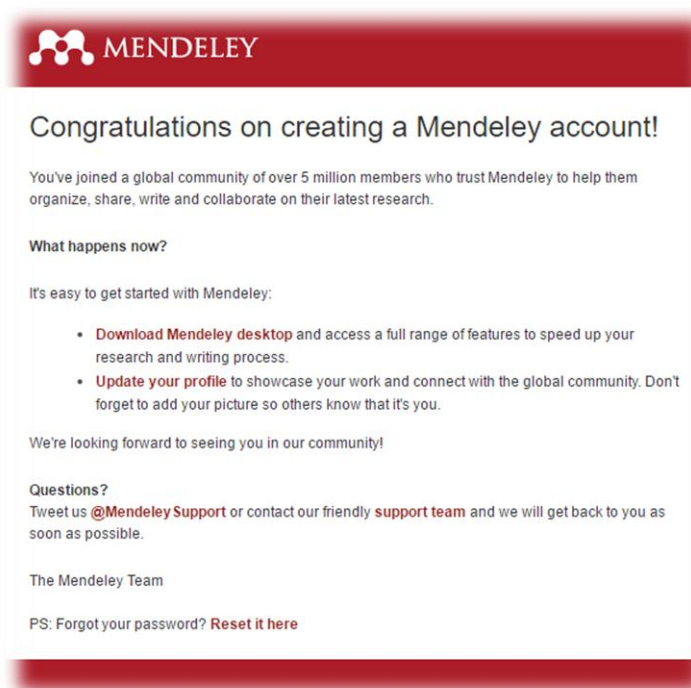 MENDELEY
Congratulations on creating a Mendeley account!
You've joined a global community of over 5 million members who trust Mendeley to help them
organize, share, write and collaborate on their latest research.
What happens now?
It's easy to get started with Mendeley:
• Download Mendeley desktop and access a full range of features to speed up your
research and writing process.
• Update your profile to showcase your work and connect with the global community. Don't
forget to add your picture so others know that it's you.
We're looking forward to seeing you in our community!
Questions?
Tweet us @MendeleySupport or contact our friendly support team and we will get back to you as
soon as possible.
The Mendeley Team
PS: Forgot your password? Reset it here